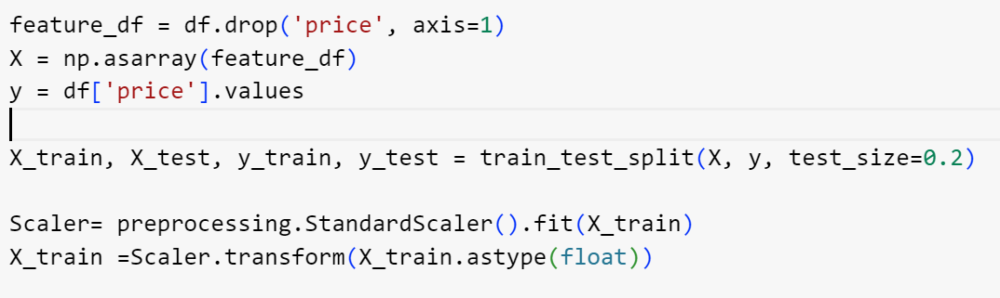 feature_df = df.drop('price', axis=1)
X = np.asarray(feature_df)
y = df['price'].values
X_train, X_test, y_train, y_test = train_test_split(X, y, test_size=0.2)
Scaler= preprocessing.StandardScaler().fit(X_train)
X_train =Scaler.transform(X_train.astype(float))